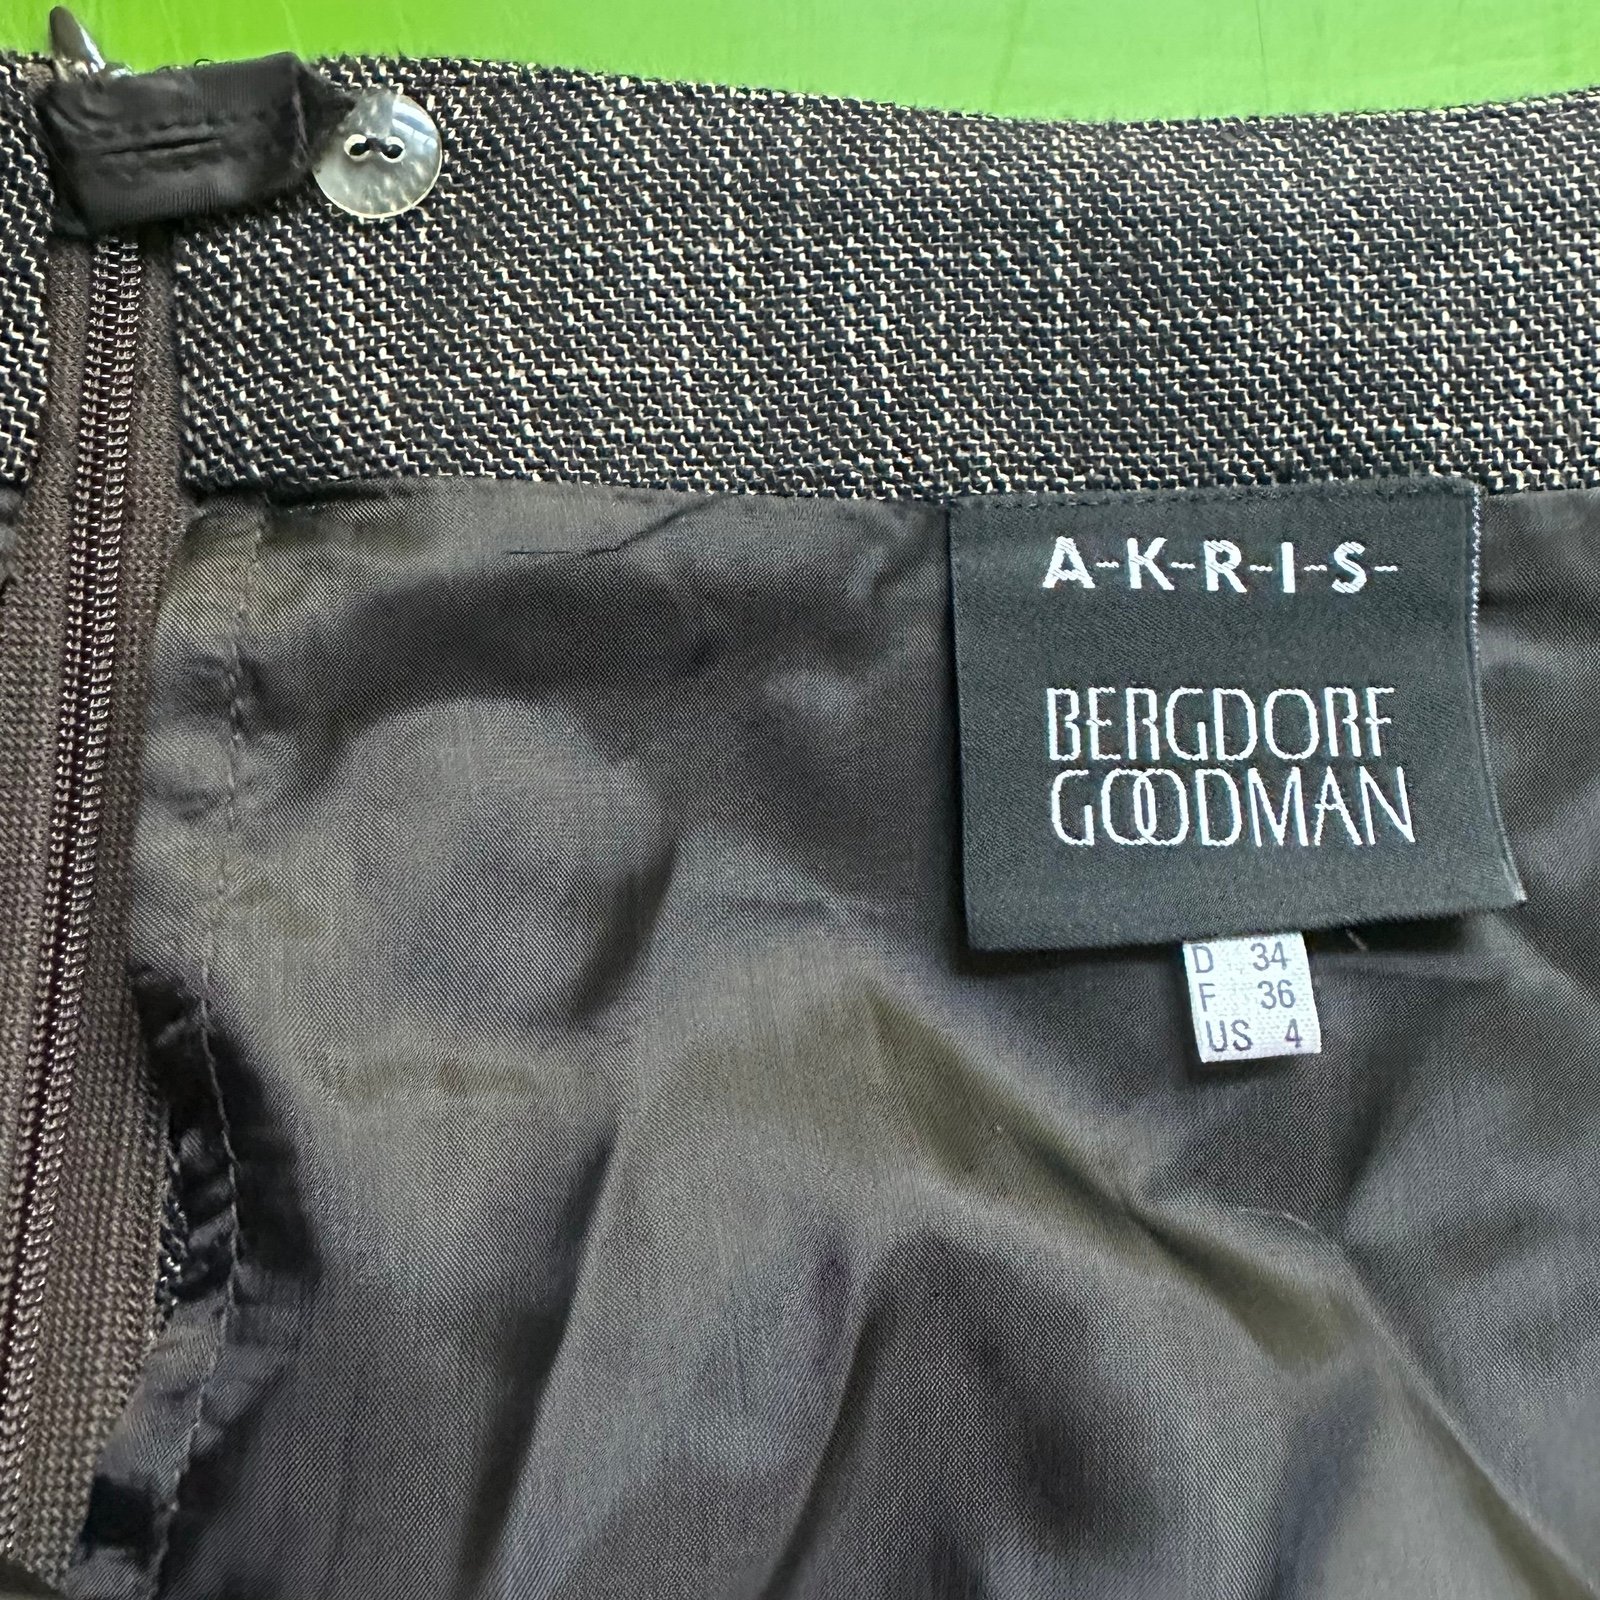 A-K-R-I-S-
BERGDORF
GOODMAN
D 34
F 36
US 4